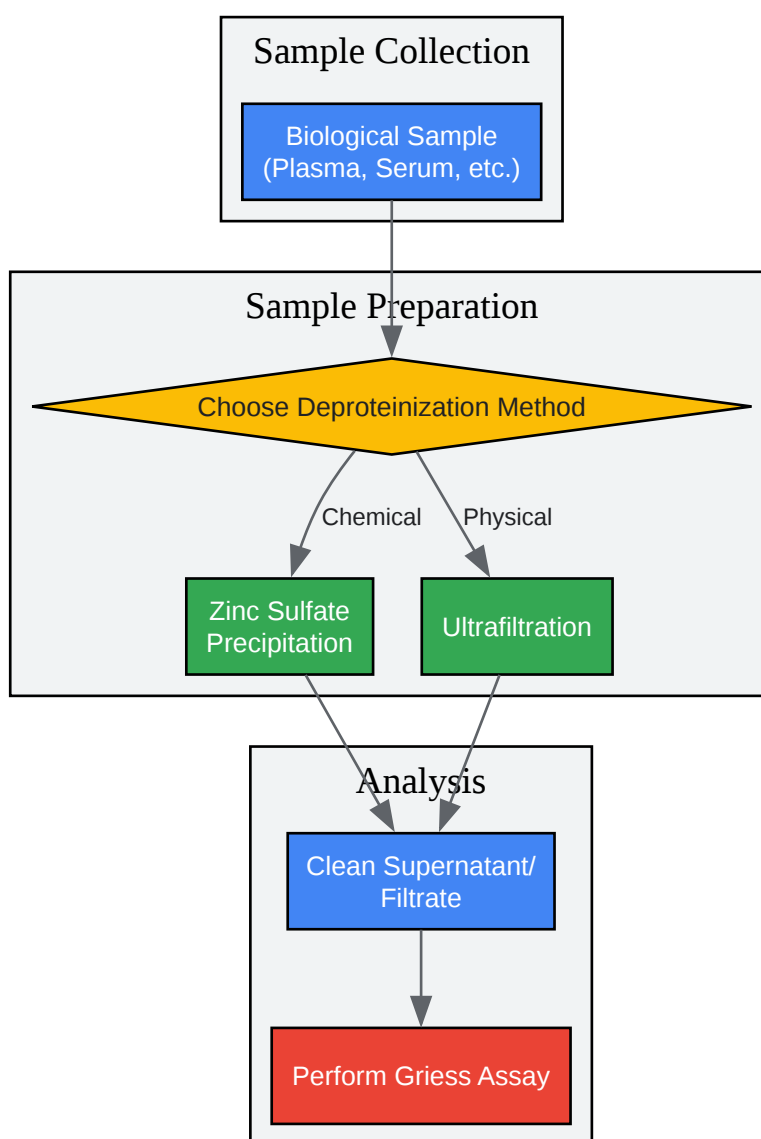 Sample Collection
Biological Sample
(Plasma, Serum, etc.)
Sample Preparation
Choose Deproteinization Method
Chemical
Physical
Zinc Sulfate
Precipitation
Ultrafiltration
Analysis
Clean Supernatant/
Filtrate
Perform Griess Assay